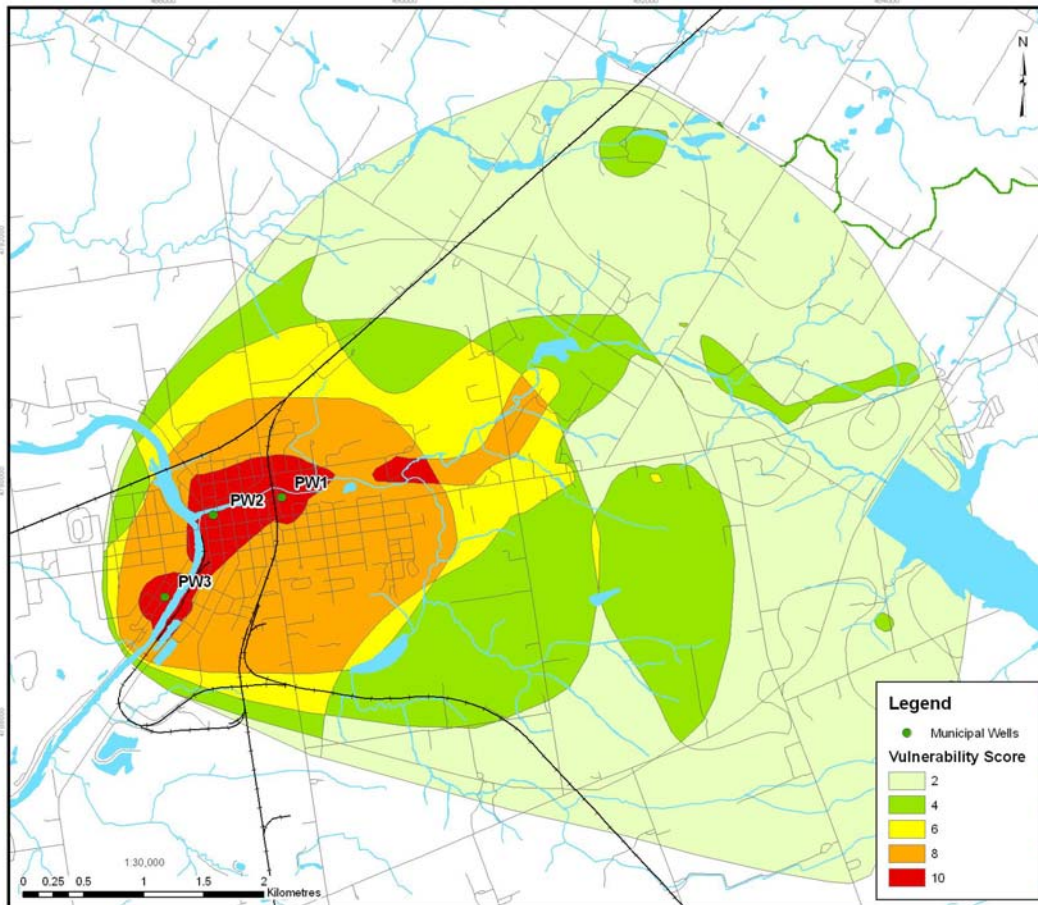 N
PW1
PW2
PW3
Legend
Municipal Wells
Vulnerability Score
2
4
6
8
10
1:30,000
0 0.25 0.5 1 1.5 2
Kilometres